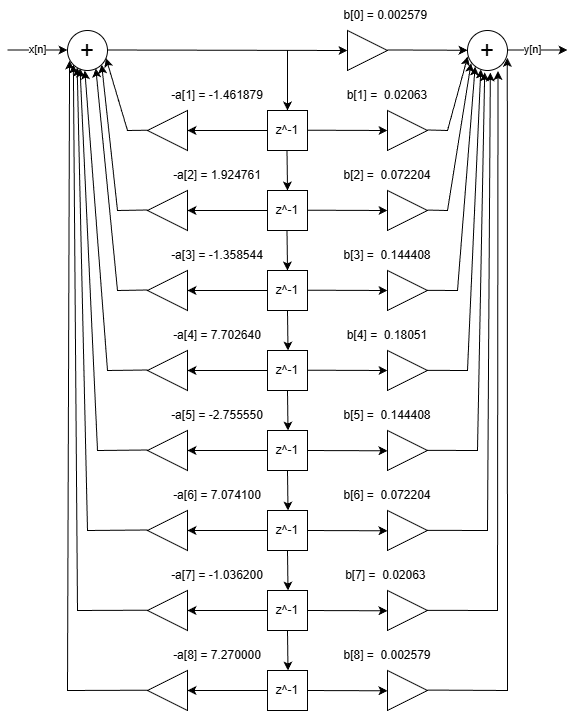 b[0] = 0.002579
x[n] + + y[n]
-a[1] = -1.461879 b[1] = 0.02063
z^-1
-a[2] = 1.924761 b[2] = 0.072204
z^-1
-a[3] = -1.358544 b[3] = 0.144408
z^-1
-a[4] = 7.702640 b[4] = 0.18051
z^-1
-a[5] = -2.755550 b[5] = 0.144408
z^-1
-a[6] = 7.074100 b[6] = 0.072204
z^-1
-a[7] = -1.036200 b[7] = 0.02063
z^-1
-a[8] = 7.270000 b[8] = 0.002579
z^-1